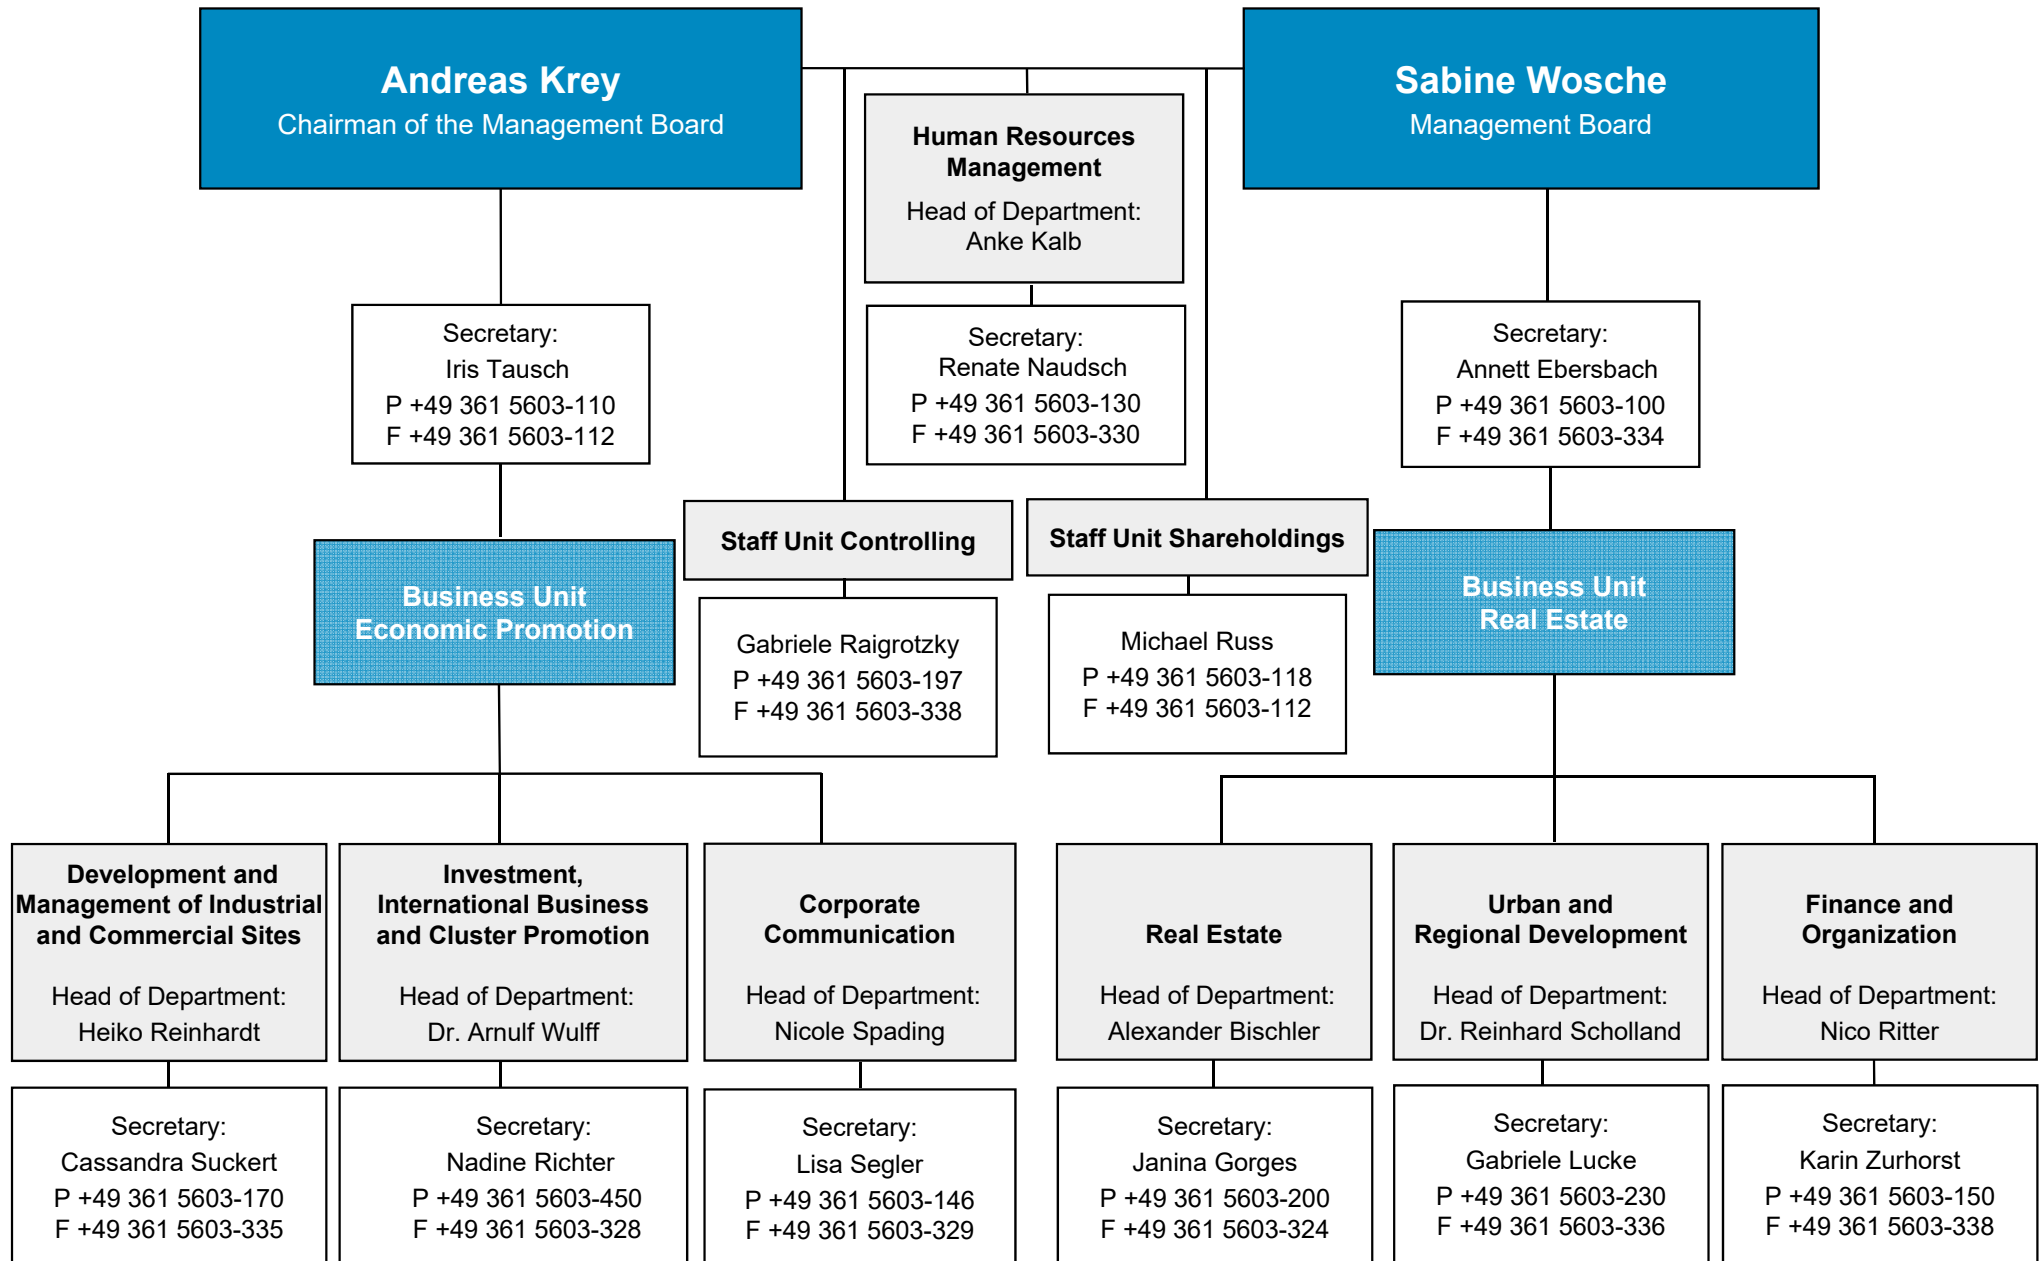 Andreas Krey
Chairman of the Management Board
Sabine Wosche
Management Board
Human Resources
Management
Head of Department:
Anke Kalb
Secretary:
Iris Tausch
P +49 361 5603-110
F +49 361 5603-112
Secretary:
Renate Naudsch
P +49 361 5603-130
F +49 361 5603-330
Secretary:
Annett Ebersbach
P +49 361 5603-100
F +49 361 5603-334
Business Unit
Economic Promotion
Staff Unit Controlling
Gabriele Raigrotzky
P +49 361 5603-197
F +49 361 5603-338
Staff Unit Shareholdings
Michael Russ
P +49 361 5603-118
F +49 361 5603-112
Business Unit
Real Estate
Development and
Management of Industrial
and Commercial Sites
Head of Department:
Heiko Reinhardt
Investment,
International Business
and Cluster Promotion
Head of Department:
Dr. Arnulf Wulff
Corporate
Communication
Head of Department:
Nicole Spading
Real Estate
Head of Department:
Alexander Bischler
Urban and
Regional Development
Head of Department:
Dr. Reinhard Scholland
Finance and
Organization
Head of Department:
Nico Ritter
Secretary:
Cassandra Suckert
P +49 361 5603-170
F +49 361 5603-335
Secretary:
Nadine Richter
P +49 361 5603-450
F +49 361 5603-328
Secretary:
Lisa Segler
P +49 361 5603-146
F +49 361 5603-329
Secretary:
Janina Gorges
P +49 361 5603-200
F +49 361 5603-324
Secretary:
Gabriele Lucke
P +49 361 5603-230
F +49 361 5603-336
Secretary:
Karin Zurhorst
P +49 361 5603-150
F +49 361 5603-338